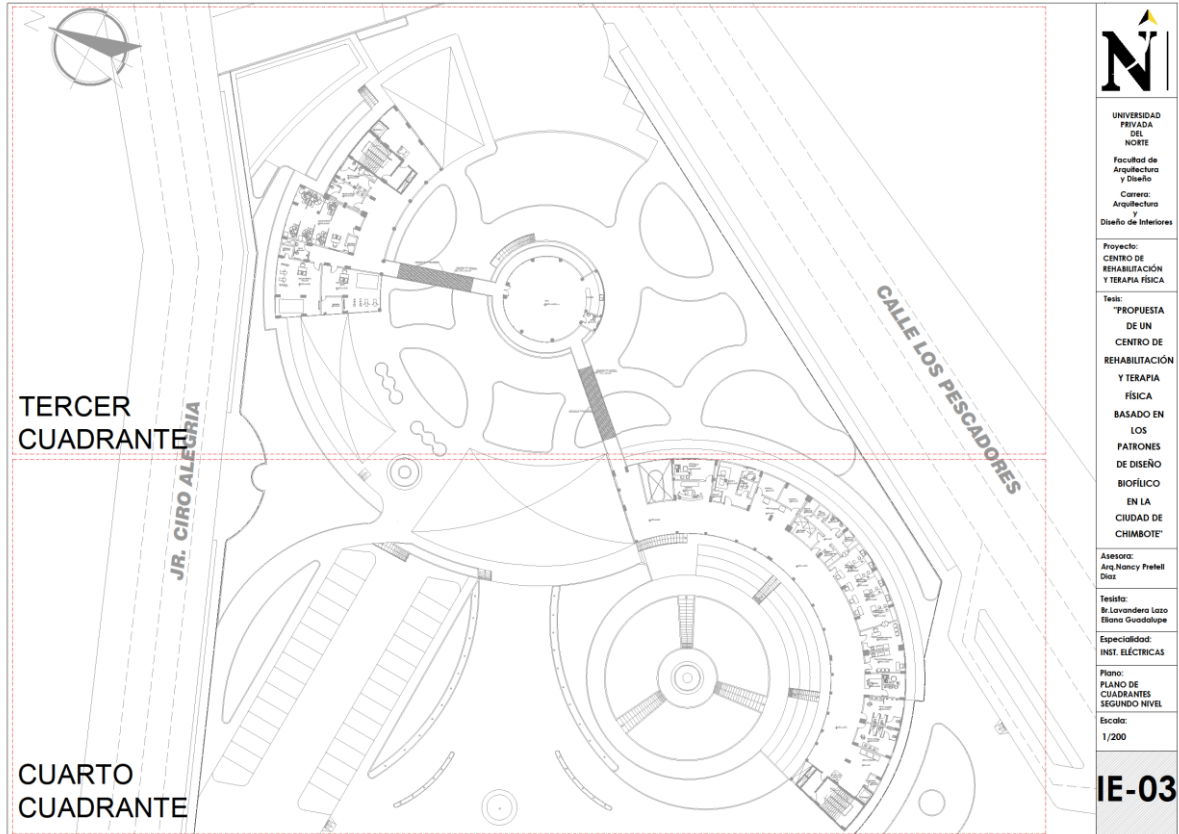 TERCER
CUADRANTE
JR. CIRO ALEGRIA
CALLE LOS PESCADORES
CUARTO
CUADRANTE
N
UNIVERSIDAD
PRIVADA
DEL
NORTE
Facultad de
Arquitectura
y Diseño
Carrera:
Arquitectura
y
Diseño de Interiores
Proyecto:
CENTRO DE
REHABILITACIÓN
Y TERAPIA FÍSICA
Tesis:
"PROPUESTA
DE UN
CENTRO DE
REHABILITACIÓN
Y TERAPIA
FÍSICA
BASADO EN
LOS
PATRONES
DE DISEÑO
BIOFÍLICO
EN LA
CIUDAD DE
CHIMBOTE"
Asesora:
Arq.Nancy Pretell
Diaz
Tesista:
Br.Lavandera Lazo
Eliana Guadalupe
Especialidad:
INST. ELÉCTRICAS
Plano:
PLANO DE
CUADRANTES
SEGUNDO NIVEL
Escala:
1/200
IE-03